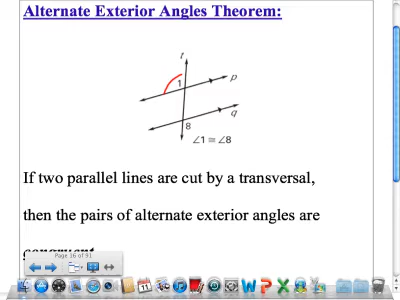 Alternate Exterior Angles Theorem:
t
1
p
q
8
∠1 ≅ ∠8
If two parallel lines are cut by a transversal,
then the pairs of alternate exterior angles are
congruent
Page 16 of 91